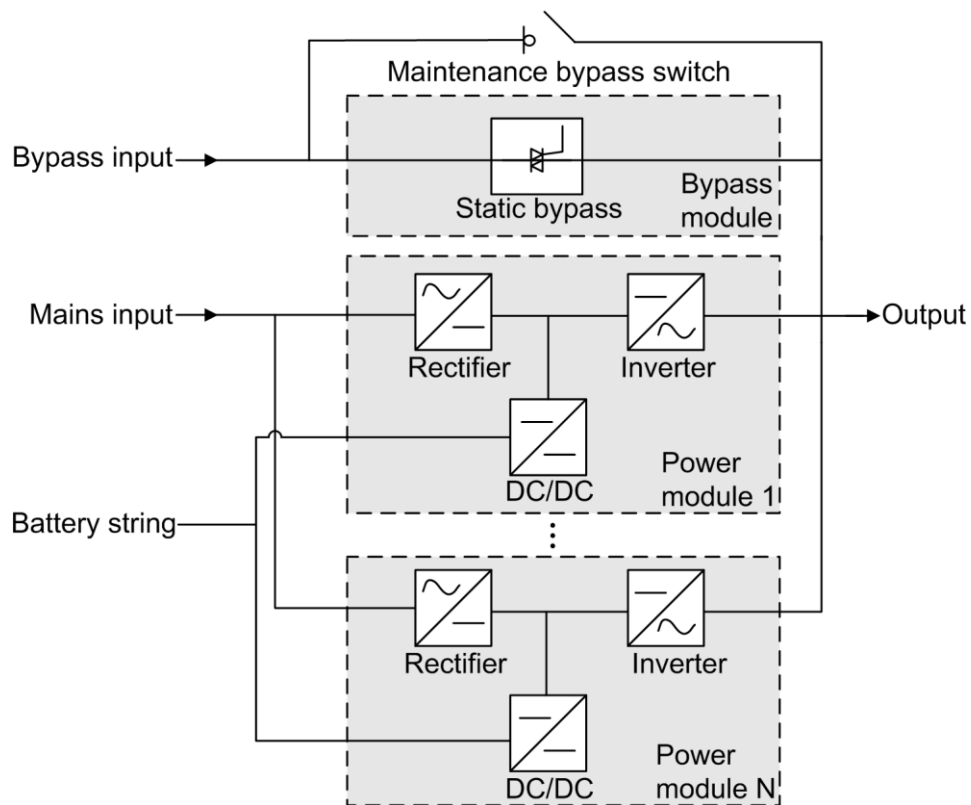 Maintenance bypass switch
Bypass input
Static bypass
Bypass
module
Mains input
Output
Rectifier
Inverter
DC/DC
Power
module 1
Battery string
Rectifier
Inverter
DC/DC
Power
module N